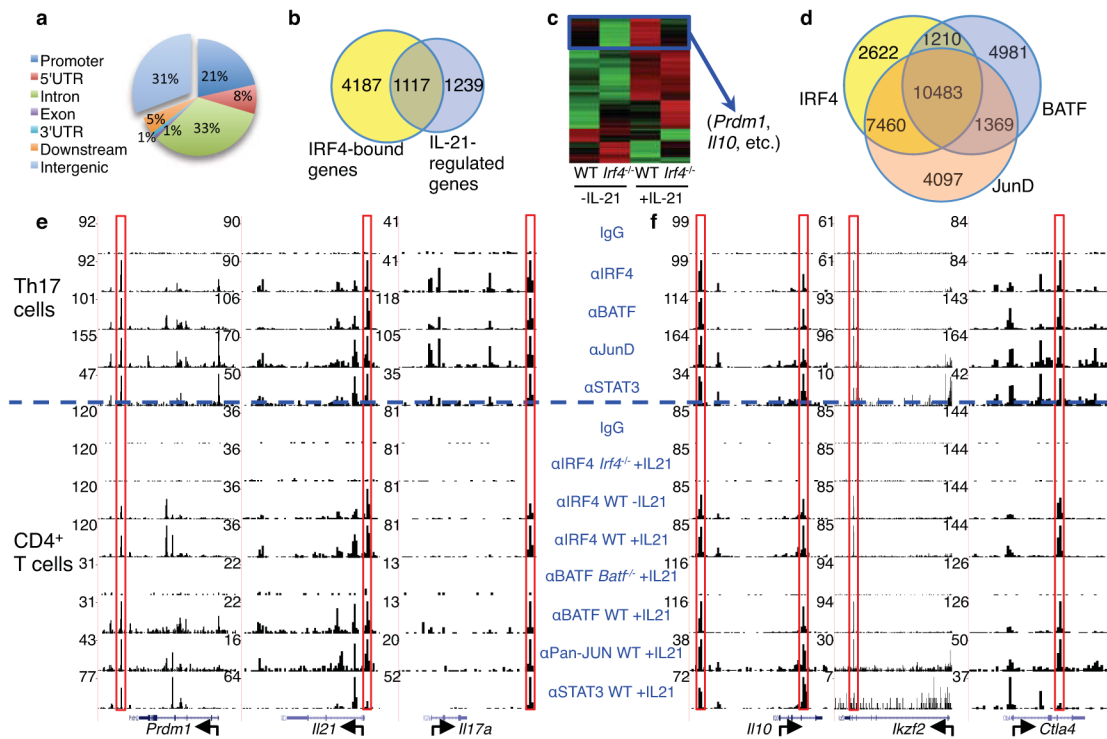 a
Promoter
5'UTR
Intron
Exon
3'UTR
Downstream
Intergenic
31%
21%
8%
5%
1%
1%
33%
b
4187
1117
1239
IRF4-bound
genes
IL-21-
regulated
genes
c
WT Irf4-/- WT Irf4-/-
-IL-21
+IL-21
(Prdm1,
Il10, etc.)
d
2622
1210
4981
10483
7460
1369
4097
IRF4
BATF
JunD
e
f
Th17
cells
CD4+
T cells
92 90 41 IgG 99 61 84
92 90 41 αIRF4 99 61 84
101 106 118 αBATF 114 93 143
155 170 105 αJunD 164 96 164
47 50 35 αSTAT3 34 10 42
120 36 81 IgG 85 85 144
120 36 81 αIRF4 Irf4-/- +IL21 85 85 144
120 36 81 αIRF4 WT -IL21 85 85 144
120 36 81 αIRF4 WT +IL21 85 85 144
31 22 13 αBATF Batf-/- +IL21 116 94 126
31 22 13 αBATF WT +IL21 116 94 126
43 16 20 αPan-JUN WT +IL21 38 30 50
77 64 52 αSTAT3 WT +IL21 72 7 37
Prdm1 Il21 Il17a Il10 Ikzf2 Ctla4